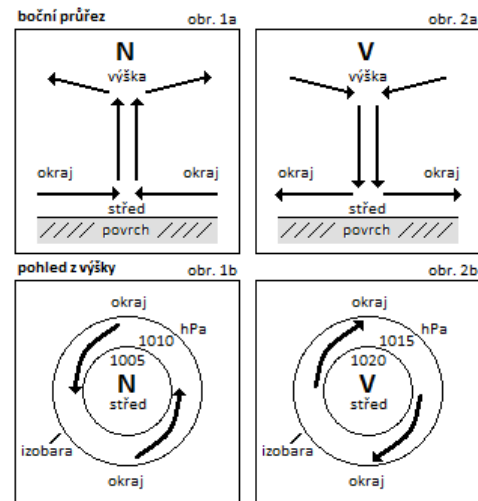 boční průřez
obr. 1a
obr. 2a
N
výška
okraj okraj
střed
povrch
V
výška
okraj okraj
střed
povrch
pohled z výšky
obr. 1b
obr. 2b
okraj
hPa
1010
1005
N
střed
izobara
okraj
okraj
hPa
1015
1020
V
střed
izobara
okraj